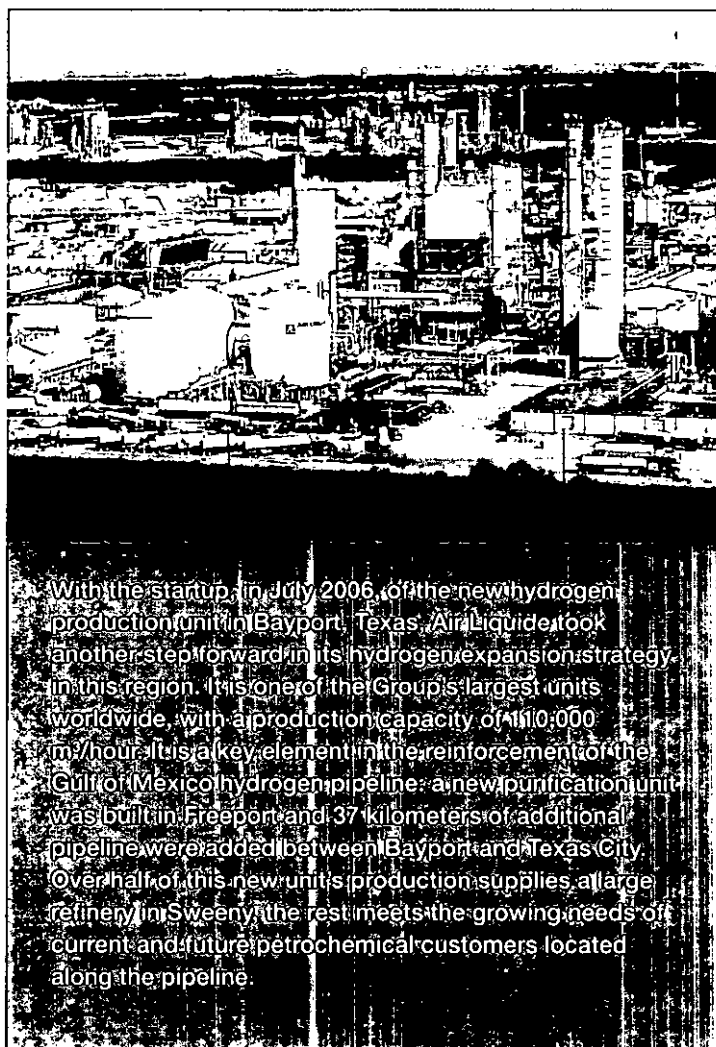 With the startup, in July 2006, of the new hydrogen
production unit in Bayport, Texas, Air Liquide took
another step forward in its hydrogen expansion strategy
in this region. It is one of the Group's largest units
worldwide, with a production capacity of 110,000
m³/hour. It is a key element in the reinforcement of the
Gulf of Mexico hydrogen pipeline: a new purification unit
was built in Freeport and 37 kilometers of additional
pipeline were added between Bayport and Texas City.
Over half of this new unit's production supplies a large
refinery in Sweeny, the rest meets the growing needs of
current and future petrochemical customers located
along the pipeline.